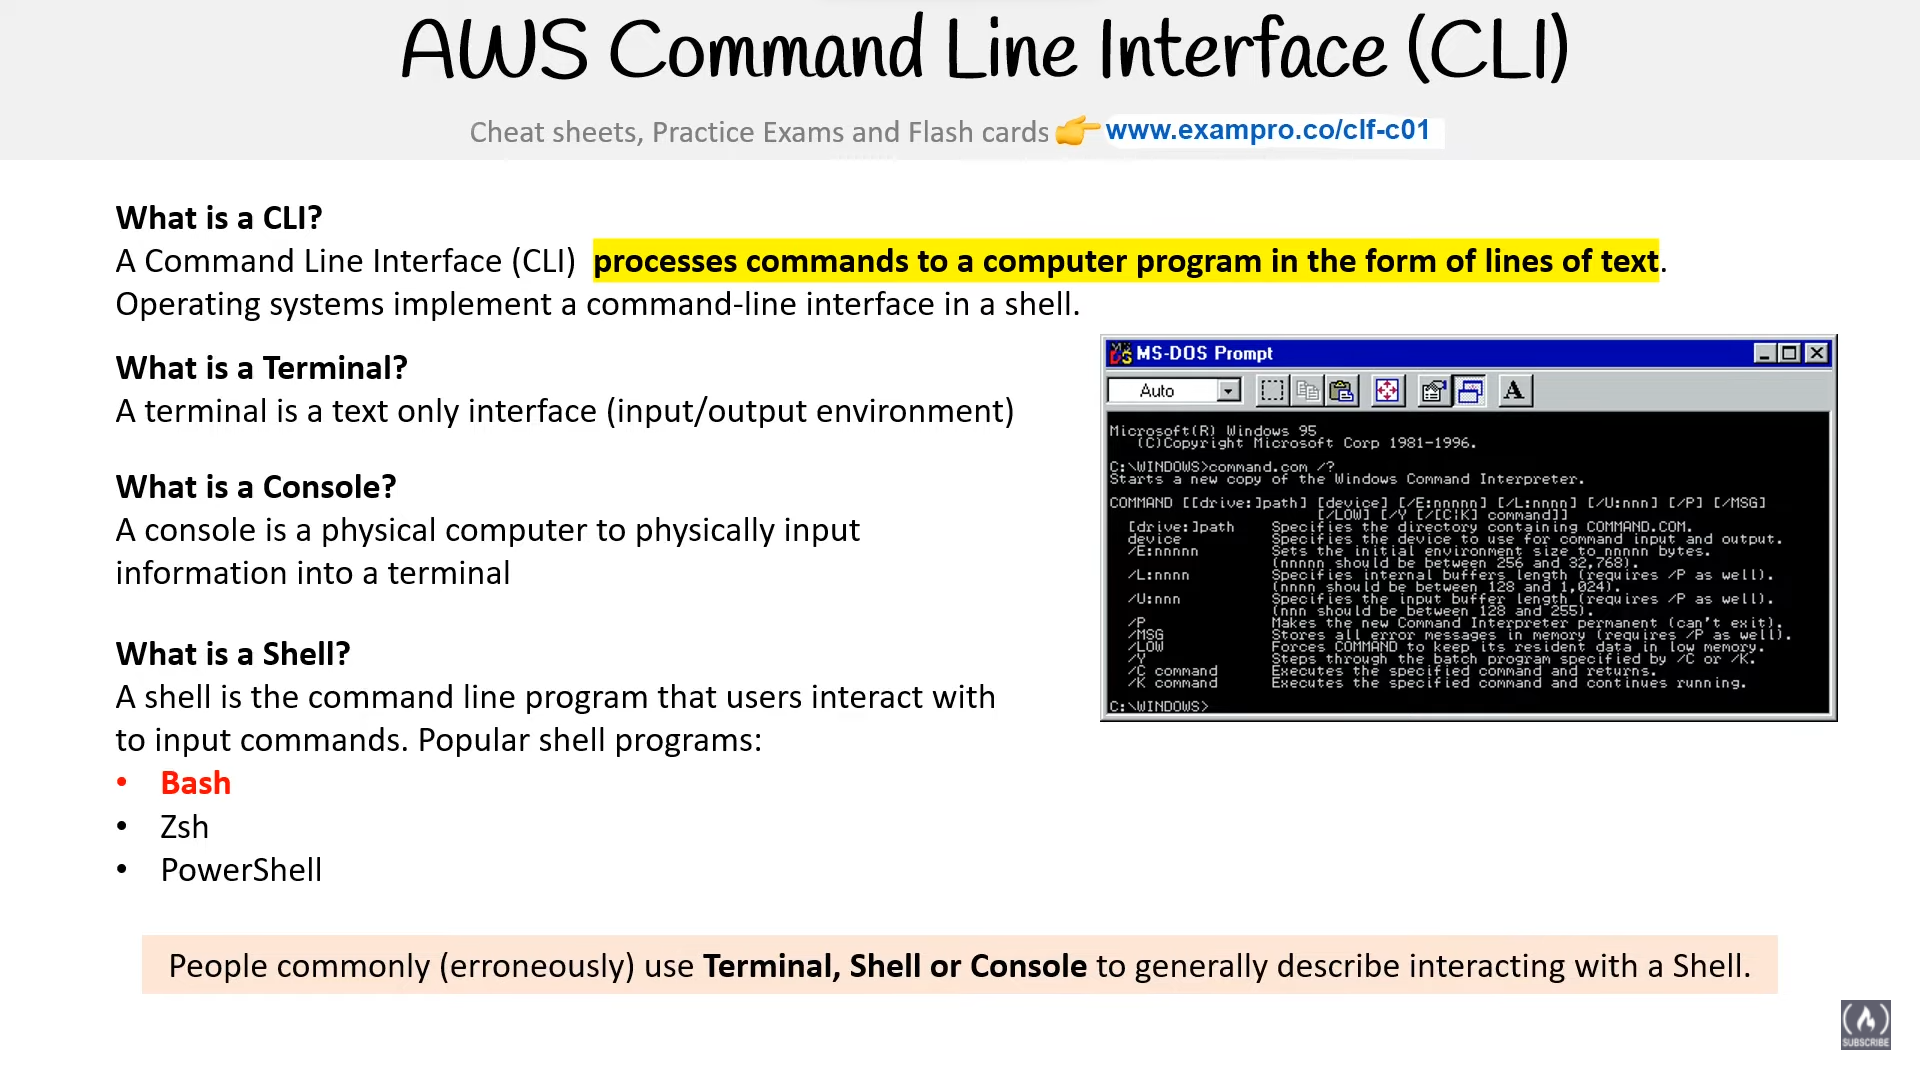 AWS Command Line Interface (CLI)
Cheat sheets, Practice Exams and Flash cards 👉 www.exampro.co/clf-c01
What is a CLI?
A Command Line Interface (CLI) processes commands to a computer program in the form of lines of text.
Operating systems implement a command-line interface in a shell.
What is a Terminal?
A terminal is a text only interface (input/output environment)
What is a Console?
A console is a physical computer to physically input
information into a terminal
What is a Shell?
A shell is the command line program that users interact with
to input commands. Popular shell programs:
• Bash
• Zsh
• PowerShell
MS-DOS Prompt
Auto
A
Microsoft(R) Windows 95
(C)Copyright Microsoft Corp 1981-1996.
C:\WINDOWS>command.com /?
Starts a new copy of the Windows Command Interpreter.
COMMAND [[drive:]path] [device] [/E:nnnnn] [/L:nnnn] [/U:nnn] [/P] [/MSG]
[/LOW] [/Y [/[C|K] command]]
[drive:]path Specifies the directory containing COMMAND.COM.
device Specifies the device to use for command input and output.
/E:nnnnn Sets the initial environment size to nnnnn bytes.
(nnnnn should be between 256 and 32,768).
/L:nnnn Specifies internal buffers length (requires /P as well).
(nnnn should be between 128 and 1,024).
/U:nnn Specifies the input buffer length (requires /P as well).
(nnn should be between 128 and 255).
/P Makes the new Command Interpreter permanent (can't exit).
/MSG Stores all error messages in memory (requires /P as well).
/LOW Forces COMMAND to keep its resident data in low memory.
/Y Steps through the batch program specified by /C or /K.
/C command Executes the specified command and returns.
/K command Executes the specified command and continues running.
C:\WINDOWS>
People commonly (erroneously) use Terminal, Shell or Console to generally describe interacting with a Shell.
SUBSCRIBE